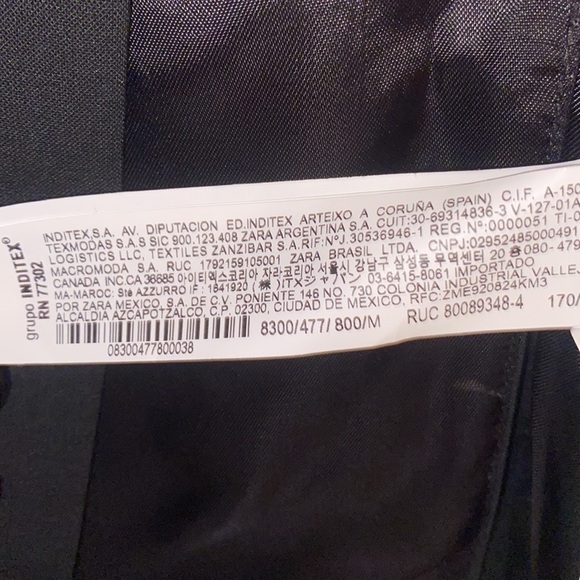 grupo INDITEX®
RN 77302
INDITEX.S.A. AV. DIPUTACION ED.INDITEX ARTEIXO A CORUÑA (SPAIN) C.I.F. A-150
TEXMODAS S.A.S SIC 900.123.408 ZARA ARGENTINA S.A. CUIT:30-69314836-3 V-127-01A
LOGISTICS LLC, TEXTILES ZANZIBAR S.A.RIF:NºJ.30536946-1 REG.Nº:0000051 TI-
MACROMODA S.A. RUC 1792159105001 ZARA BRASIL LTDA. CNPJ:02952485000491
CANADA INC.CA 36685 아이티엑스코리아 자라코리아 서울시 강남구 삼성동 무역센터 20 층 080- 479
MA-MAROC: Sté AZZURRO IF : 1641920 ITXジャパン 7303-6415-8061 IMPORTADO
POR ZARA MEXICO, S.A. DE C.V. PONIENTE 146 NO. 700 COLONIA INDUSTRIAL VALLEJ
ALCALDIA AZCAPOTZALCO, C.P. 02300, CIUDAD DE MEXICO. RFC:ZME920824KM3
8300/477/ 800/M RUC 80089348-4 170/
08300477800038